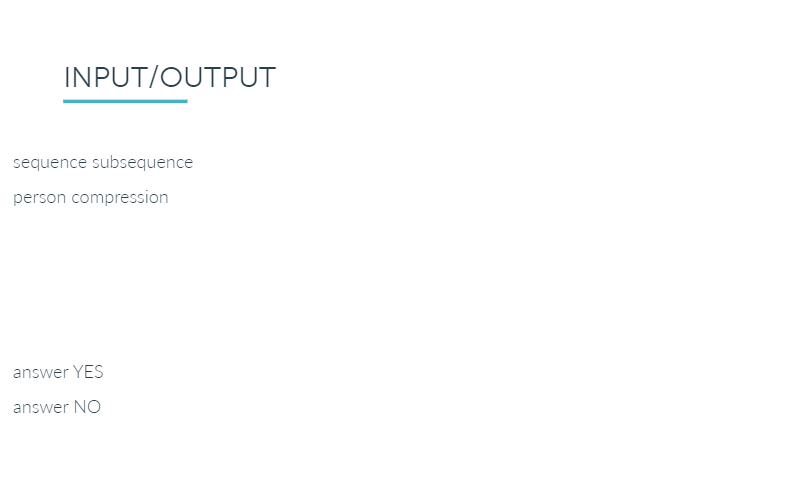 INPUT/OUTPUT
sequence subsequence
person compression
answer YES
answer NO